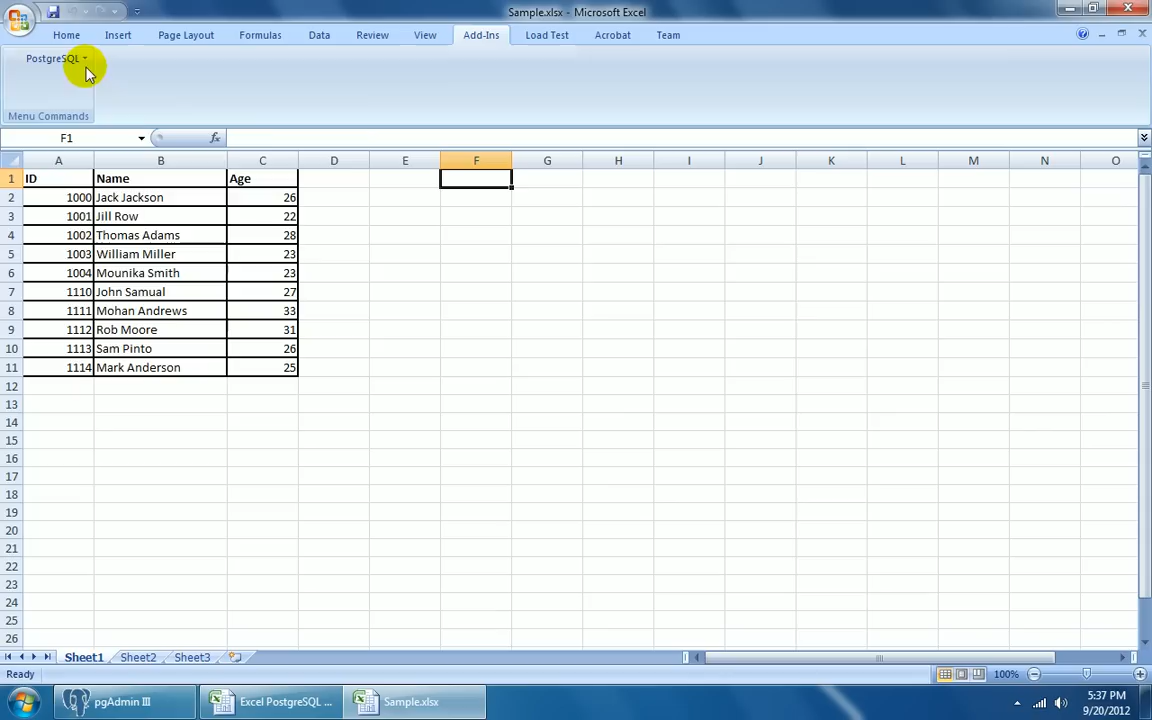 Sample.xlsx - Microsoft Excel
Home Insert Page Layout Formulas Data Review View Add-Ins Load Test Acrobat Team
PostgreSQL
Menu Commands
F1 fx
A B C D E F G H I J K L M N O
1 ID Name Age
2 1000 Jack Jackson 26
3 1001 Jill Row 22
4 1002 Thomas Adams 28
5 1003 William Miller 23
6 1004 Mounika Smith 23
7 1110 John Samual 27
8 1111 Mohan Andrews 33
9 1112 Rob Moore 31
10 1113 Sam Pinto 26
11 1114 Mark Anderson 25
12
13
14
15
16
17
18
19
20
21
22
23
24
25
26
Sheet1 Sheet2 Sheet3
Ready 100%
pgAdmin III Excel PostgreSQL ... Sample.xlsx 5:37 PM
9/20/2012